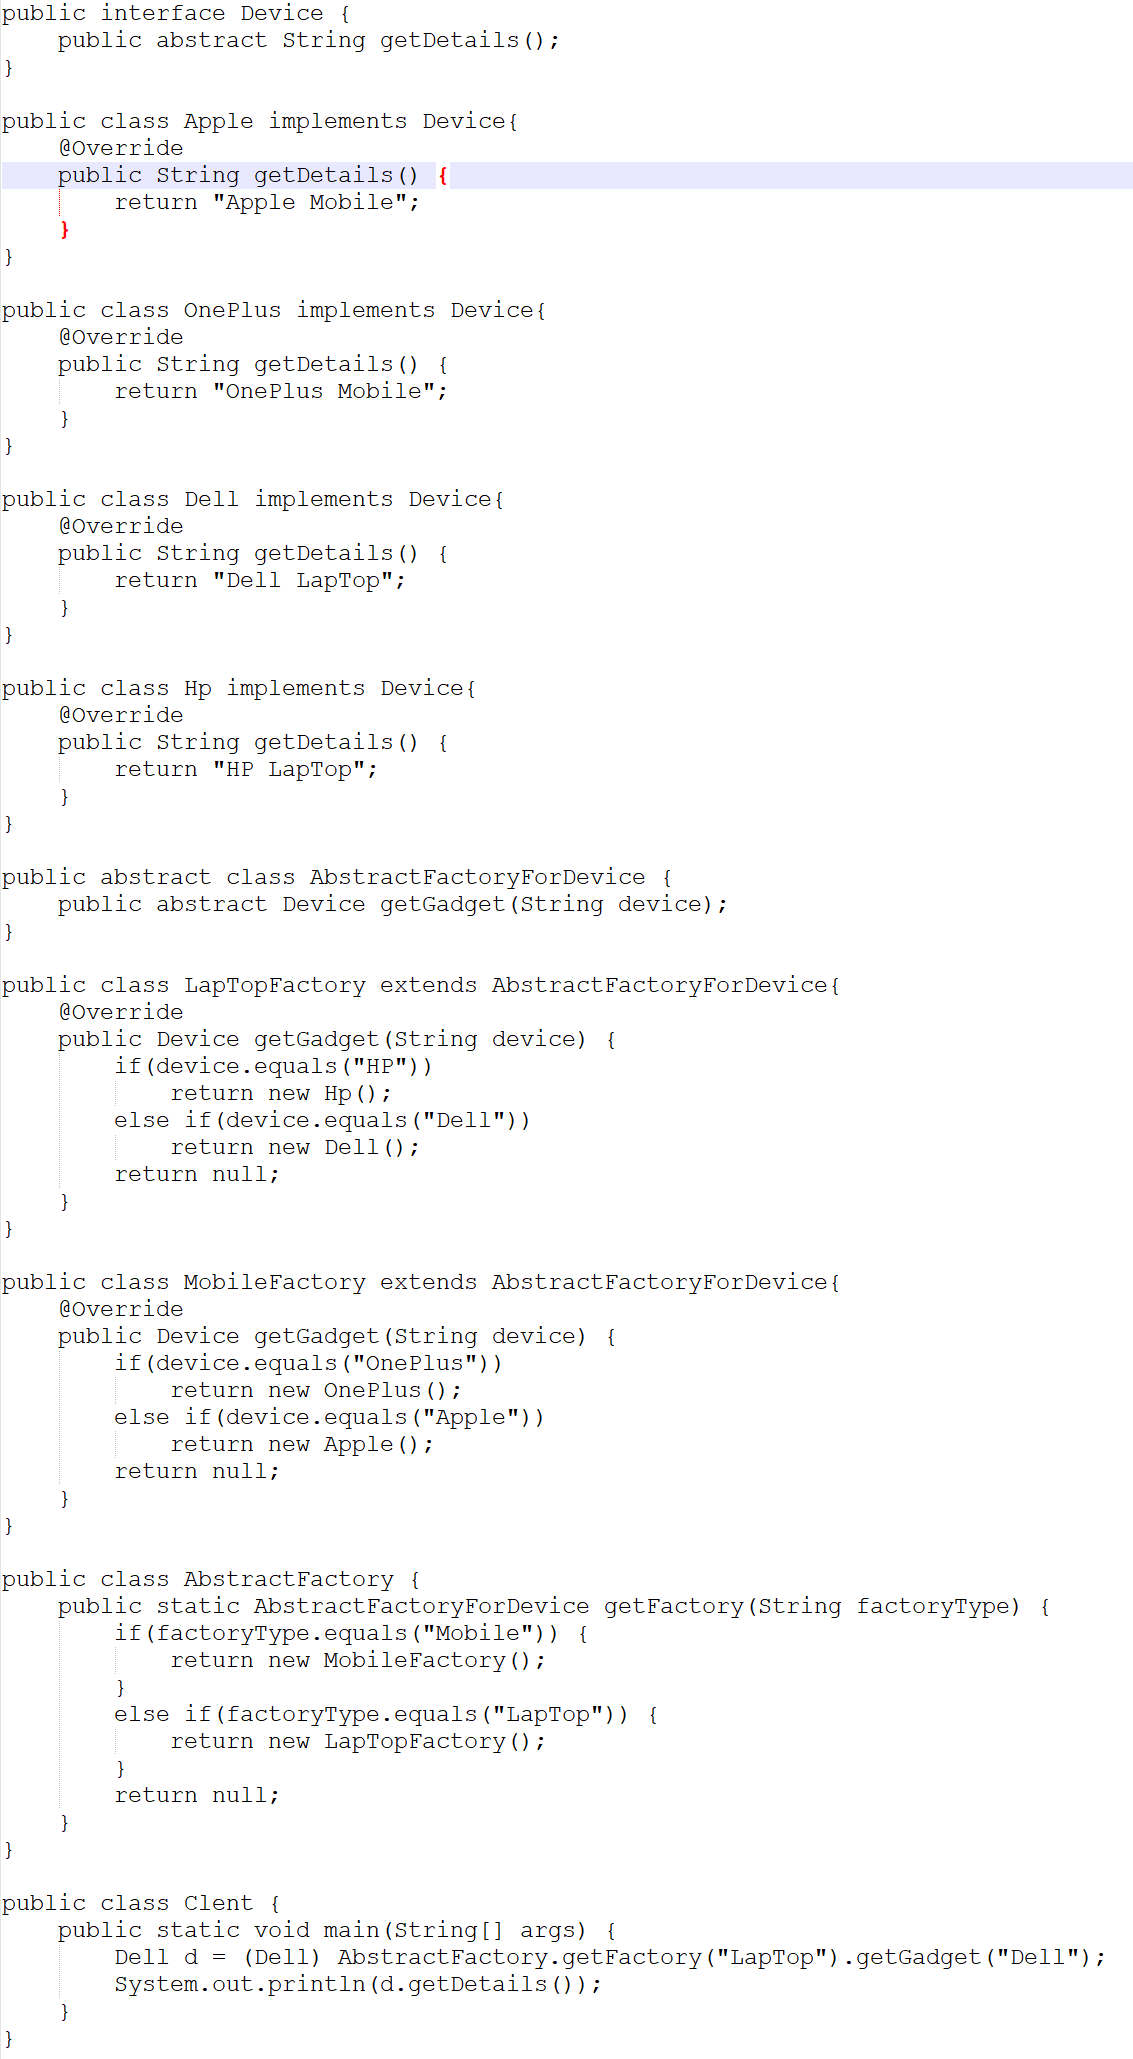 public interface Device {
    public abstract String getDetails();
}

public class Apple implements Device{
    @Override
    public String getDetails() {
        return "Apple Mobile";
    }
}

public class OnePlus implements Device{
    @Override
    public String getDetails() {
        return "OnePlus Mobile";
    }
}

public class Dell implements Device{
    @Override
    public String getDetails() {
        return "Dell LapTop";
    }
}

public class Hp implements Device{
    @Override
    public String getDetails() {
        return "HP LapTop";
    }
}

public abstract class AbstractFactoryForDevice {
    public abstract Device getGadget(String device);
}

public class LapTopFactory extends AbstractFactoryForDevice{
    @Override
    public Device getGadget(String device) {
        if(device.equals("HP"))
            return new Hp();
        else if(device.equals("Dell"))
            return new Dell();
        return null;
    }
}

public class MobileFactory extends AbstractFactoryForDevice{
    @Override
    public Device getGadget(String device) {
        if(device.equals("OnePlus"))
            return new OnePlus();
        else if(device.equals("Apple"))
            return new Apple();
        return null;
    }
}

public class AbstractFactory {
    public static AbstractFactoryForDevice getFactory(String factoryType) {
        if(factoryType.equals("Mobile")) {
            return new MobileFactory();
        }
        else if(factoryType.equals("LapTop")) {
            return new LapTopFactory();
        }
        return null;
    }
}

public class Clent {
    public static void main(String[] args) {
        Dell d = (Dell) AbstractFactory.getFactory("LapTop").getGadget("Dell");
        System.out.println(d.getDetails());
    }
}